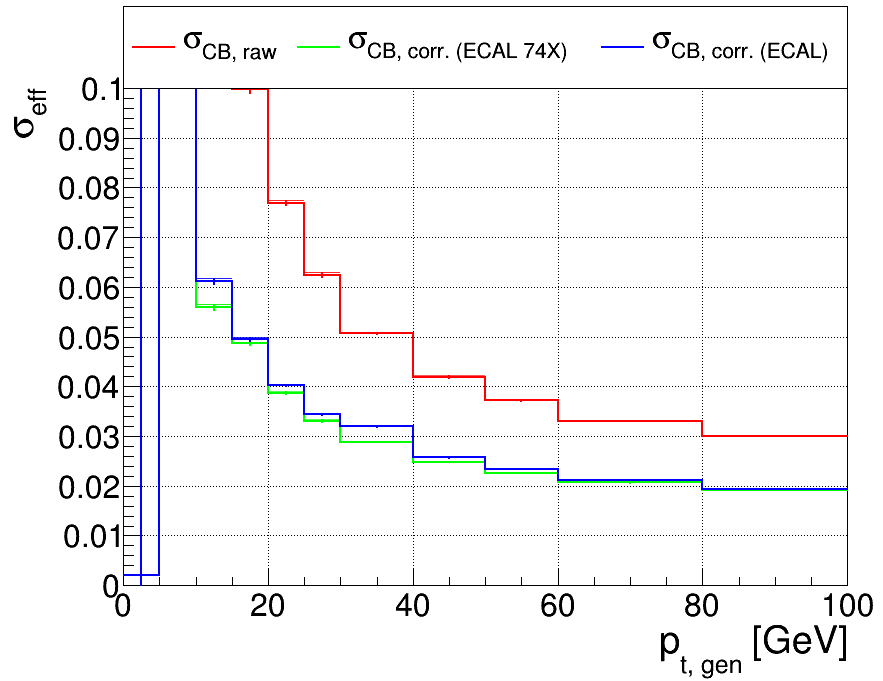 σCB, raw σCB, corr. (ECAL 74X) σCB, corr. (ECAL)
σeff
0.1
0.09
0.08
0.07
0.06
0.05
0.04
0.03
0.02
0.01
0
0 20 40 60 80 100
pt, gen [GeV]